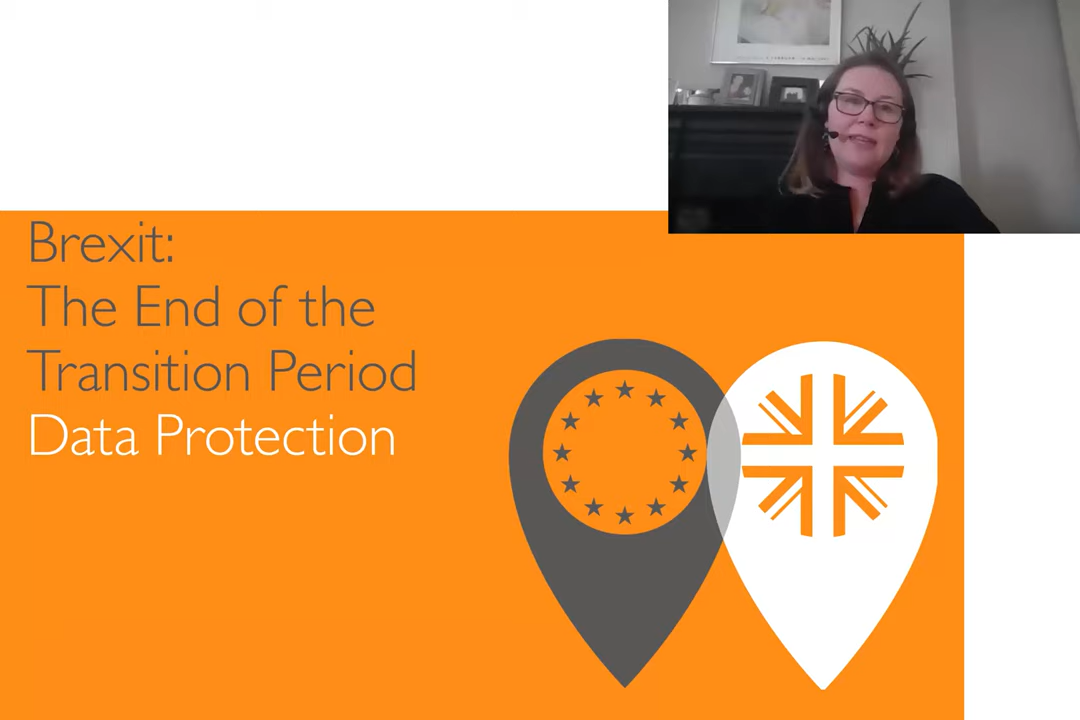 Brexit:
The End of the
Transition Period
Data Protection